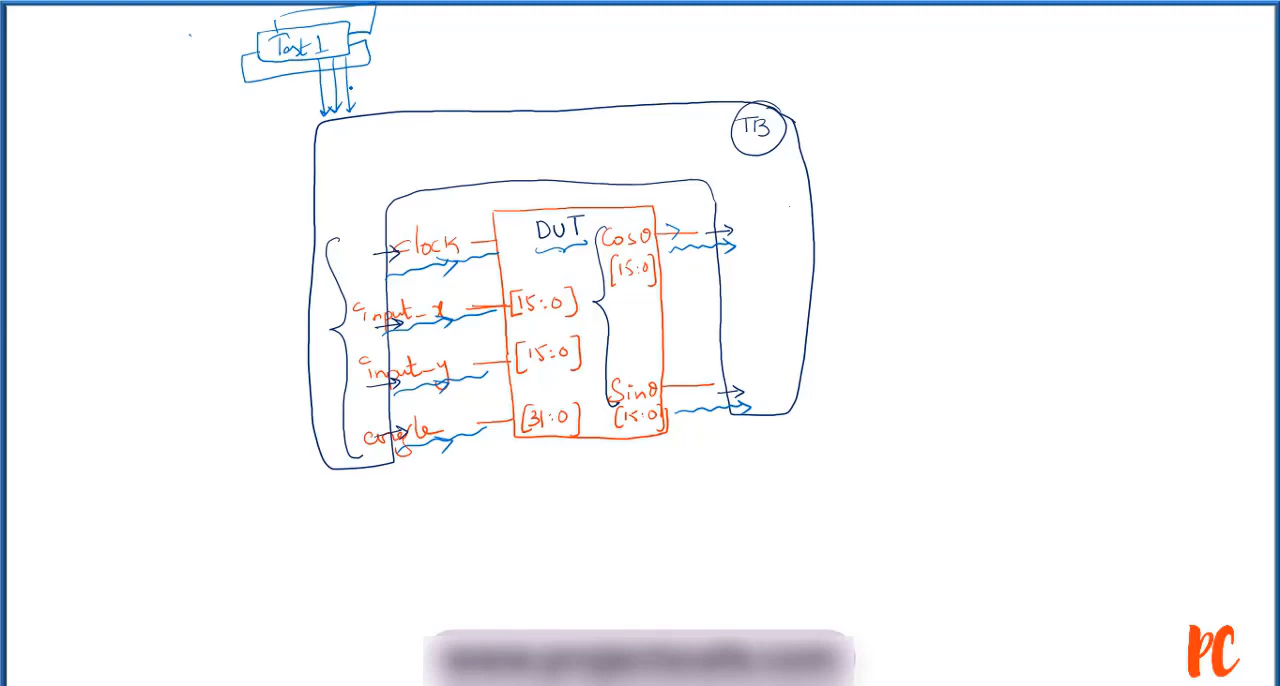 Test 1
TB
DUT
clock
Cosθ
[15:0]
input_x
[15:0]
input_y
[15:0]
Sinθ
[15:0]
angle
[31:0]
PC